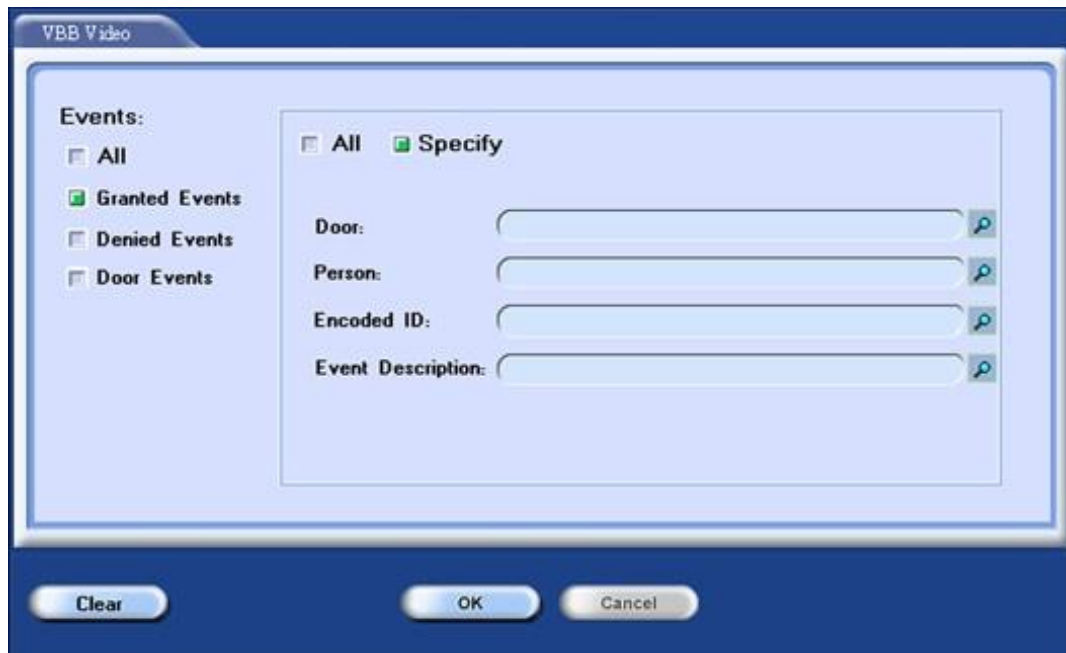 VBB Video
Events:
All
Granted Events
Denied Events
Door Events
All Specify
Door:
Person:
Encoded ID:
Event Description:
Clear OK Cancel